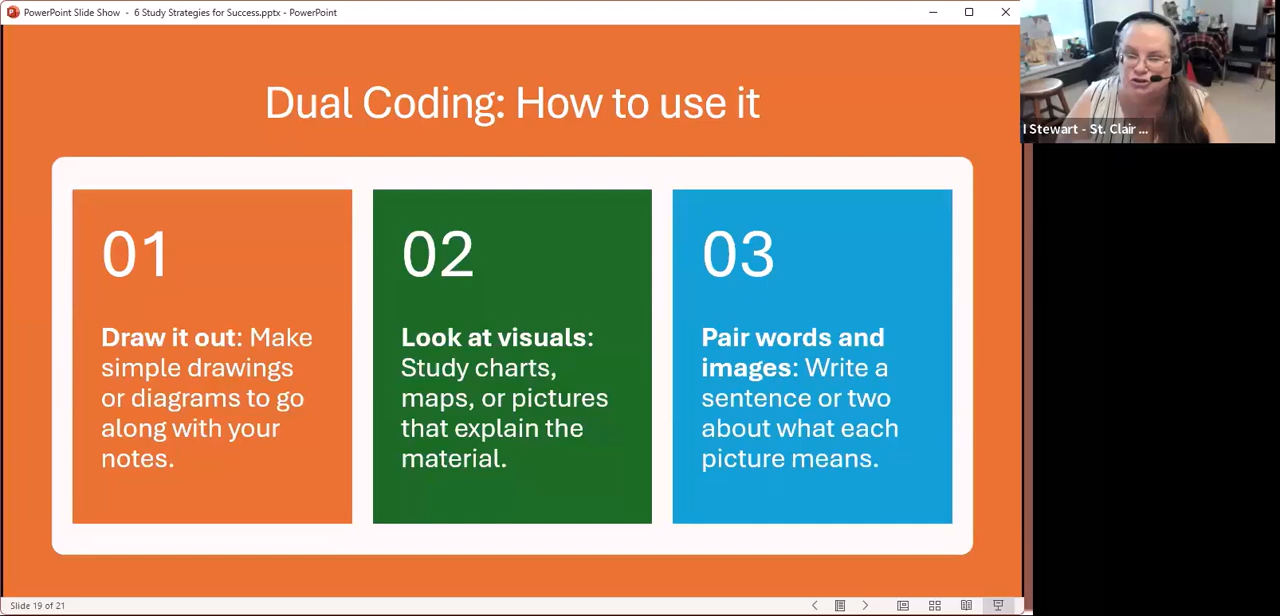 PowerPoint Slide Show - 6 Study Strategies for Success.pptx - PowerPoint
I Stewart - St. Clair ...
Dual Coding: How to use it
01
Draw it out: Make
simple drawings
or diagrams to go
along with your
notes.
02
Look at visuals:
Study charts,
maps, or pictures
that explain the
material.
03
Pair words and
images: Write a
sentence or two
about what each
picture means.
Slide 19 of 21